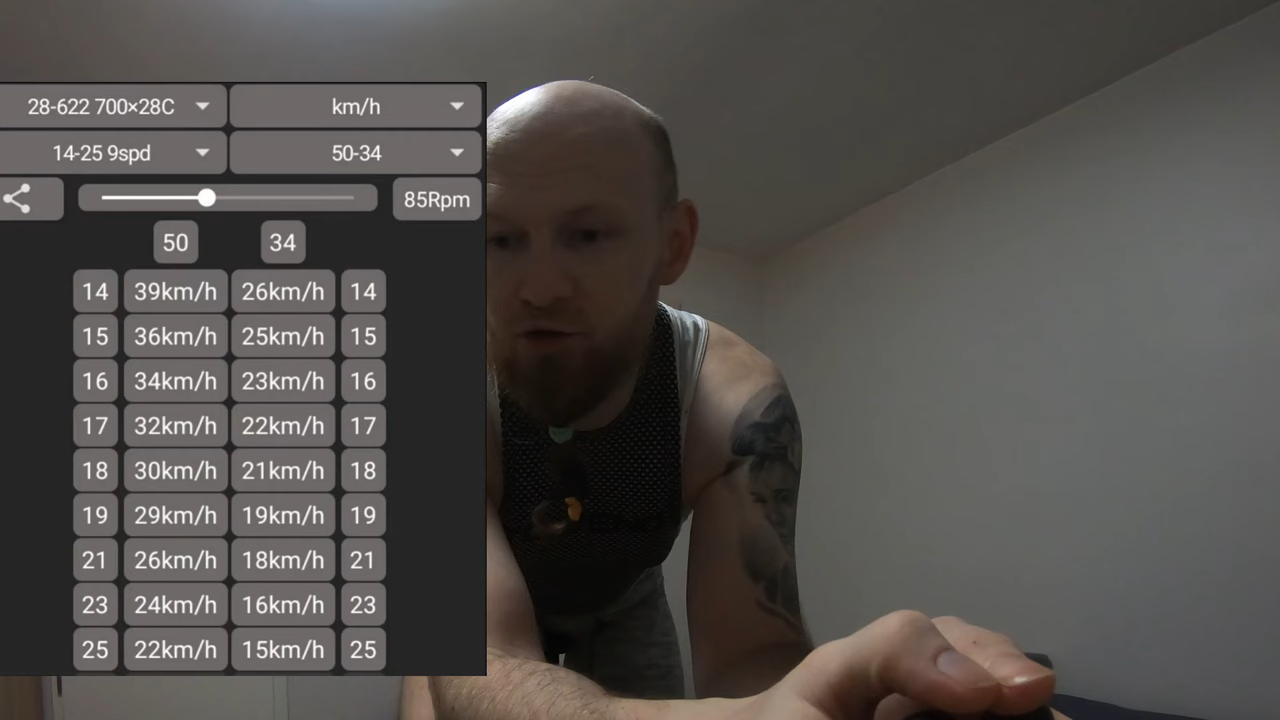 28-622 700×28C km/h
14-25 9spd 50-34
85Rpm
50 34
14 39km/h 26km/h 14
15 36km/h 25km/h 15
16 34km/h 23km/h 16
17 32km/h 22km/h 17
18 30km/h 21km/h 18
19 29km/h 19km/h 19
21 26km/h 18km/h 21
23 24km/h 16km/h 23
25 22km/h 15km/h 25